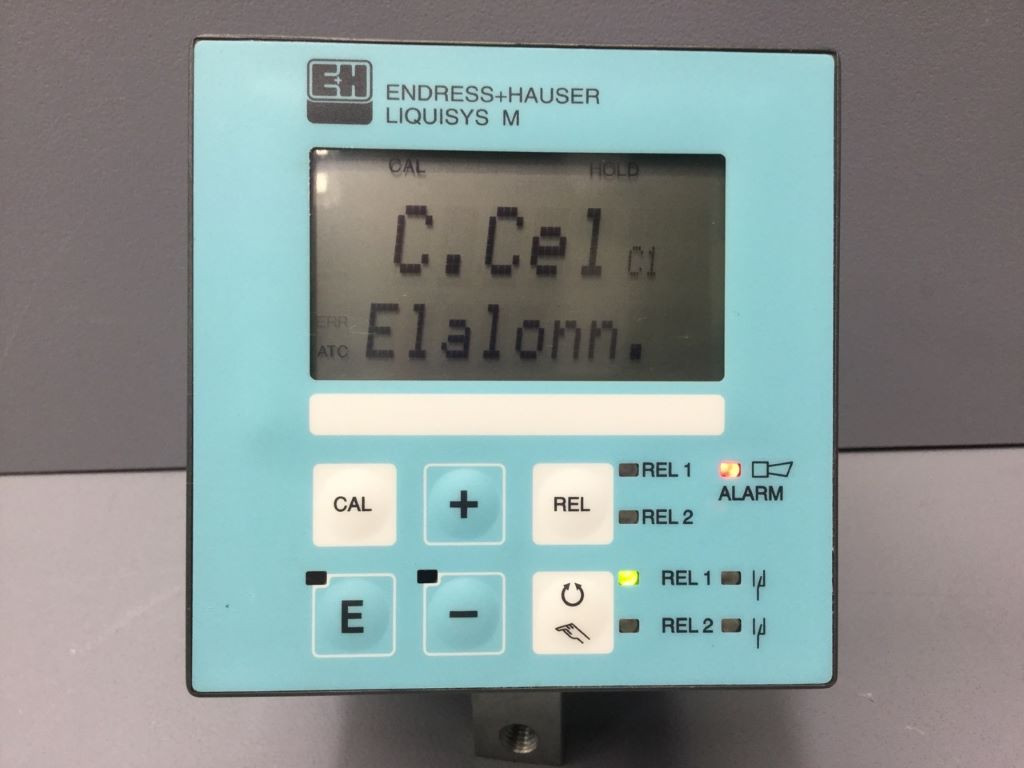 E+H
ENDRESS+HAUSER
LIQUISYS M
CAL HOLD
C.Cel C1
ERR
ATC
Elalonn.
CAL
+
REL
REL 1
ALARM
REL 2
E
-
REL 1
REL 2